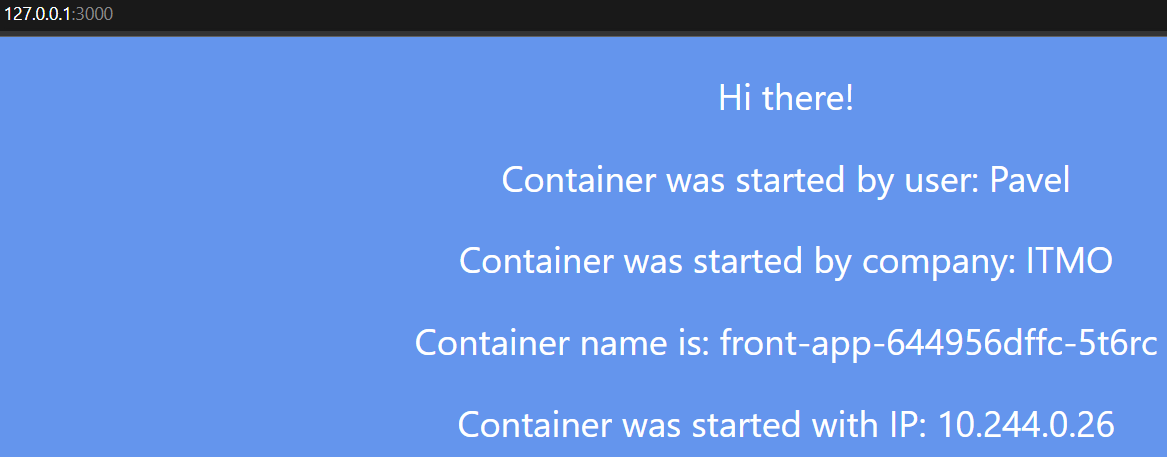 127.0.0.1:3000
Hi there!
Container was started by user: Pavel
Container was started by company: ITMO
Container name is: front-app-644956dffc-5t6rc
Container was started with IP: 10.244.0.26